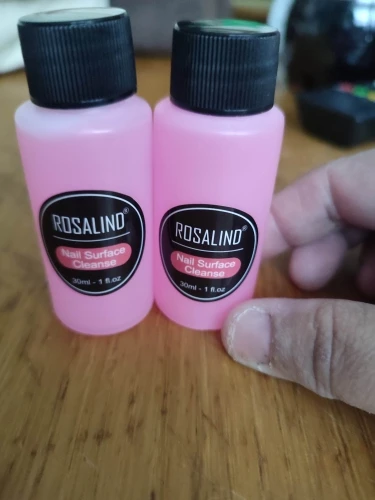 ROSALIND®
Nail Surface
Cleanse
30ml - 1 fl.oz
ROSALIND®
Nail Surface
Cleanse
30ml - 1 fl.oz